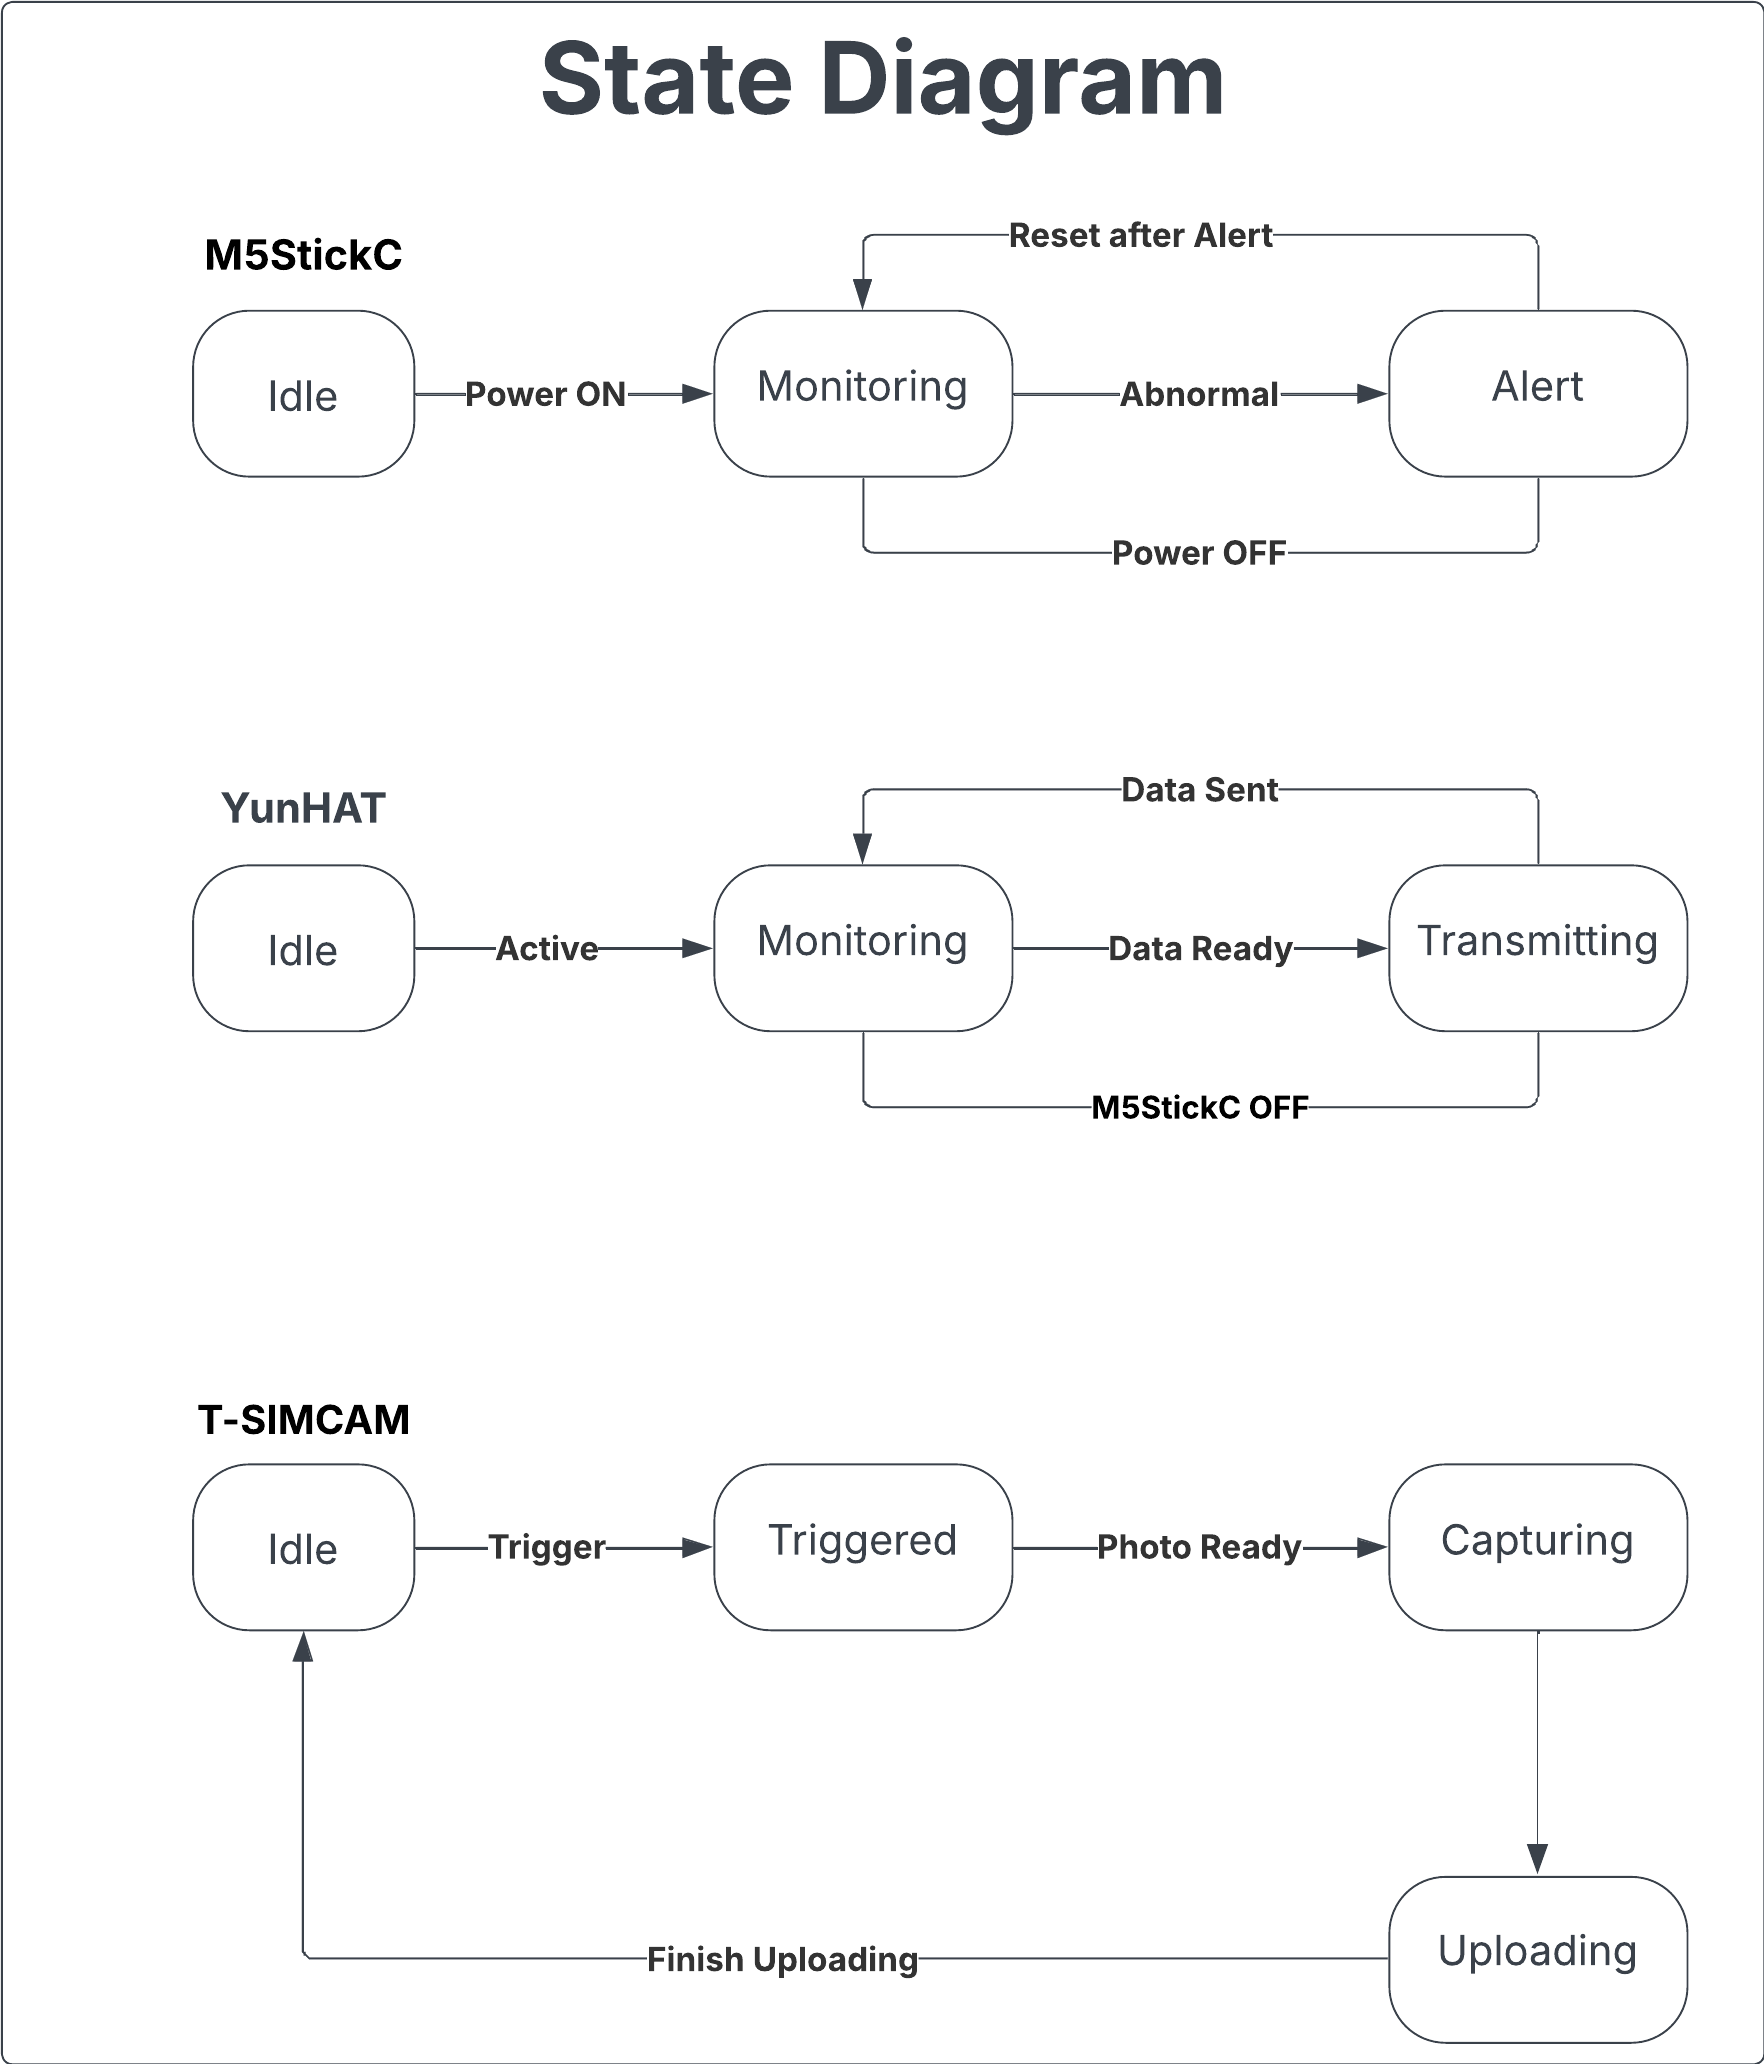 State Diagram
M5StickC
Reset after Alert
Idle
Power ON
Monitoring
Abnormal
Alert
Power OFF
YunHAT
Data Sent
Idle
Active
Monitoring
Data Ready
Transmitting
M5StickC OFF
T-SIMCAM
Idle
Trigger
Triggered
Photo Ready
Capturing
Finish Uploading
Uploading